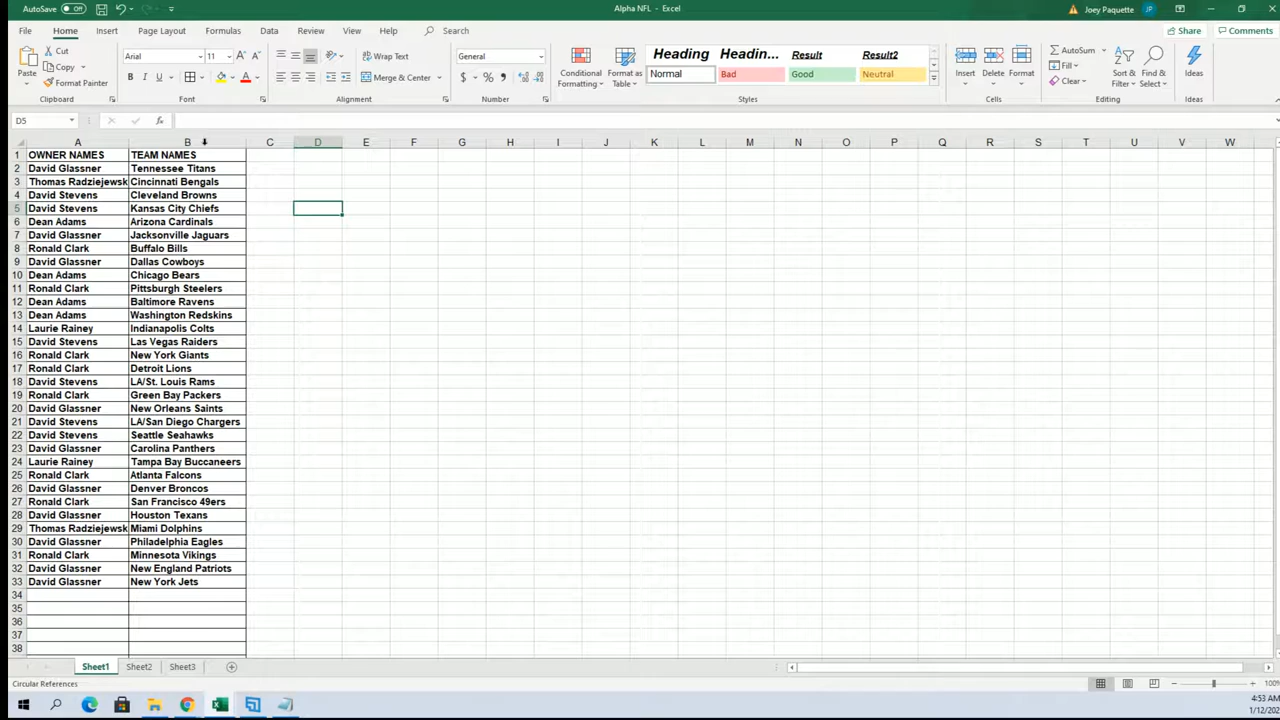 AutoSave Off Alpha NFL - Excel Joey Paquette JP
File Home Insert Page Layout Formulas Data Review View Help Search Share Comments
Paste Cut Copy Format Painter Clipboard
Arial 11 A A B I U A Font
Wrap Text Merge & Center Alignment
General $ % , Number
Conditional Formatting Format as Table
Heading Headin... Result Result2
Normal Bad Good Neutral
Styles
Insert Delete Format Cells
AutoSum Fill Clear Sort & Filter Find & Select Editing
Ideas Ideas
D5 fx
A B C D E F G H I J K L M N O P Q R S T U V W
1 OWNER NAMES TEAM NAMES
2 David Glassner Tennessee Titans
3 Thomas Radziejewsk Cincinnati Bengals
4 David Stevens Cleveland Browns
5 David Stevens Kansas City Chiefs
6 Dean Adams Arizona Cardinals
7 David Glassner Jacksonville Jaguars
8 Ronald Clark Buffalo Bills
9 David Glassner Dallas Cowboys
10 Dean Adams Chicago Bears
11 Ronald Clark Pittsburgh Steelers
12 Dean Adams Baltimore Ravens
13 Dean Adams Washington Redskins
14 Laurie Rainey Indianapolis Colts
15 David Stevens Las Vegas Raiders
16 Ronald Clark New York Giants
17 Ronald Clark Detroit Lions
18 David Stevens LA/St. Louis Rams
19 Ronald Clark Green Bay Packers
20 David Glassner New Orleans Saints
21 David Stevens LA/San Diego Chargers
22 David Stevens Seattle Seahawks
23 David Glassner Carolina Panthers
24 Laurie Rainey Tampa Bay Buccaneers
25 Ronald Clark Atlanta Falcons
26 David Glassner Denver Broncos
27 Ronald Clark San Francisco 49ers
28 David Glassner Houston Texans
29 Thomas Radziejewsk Miami Dolphins
30 David Glassner Philadelphia Eagles
31 Ronald Clark Minnesota Vikings
32 David Glassner New England Patriots
33 David Glassner New York Jets
34
35
36
37
38
Sheet1 Sheet2 Sheet3
Circular References 100%
4:53 AM
1/12/202